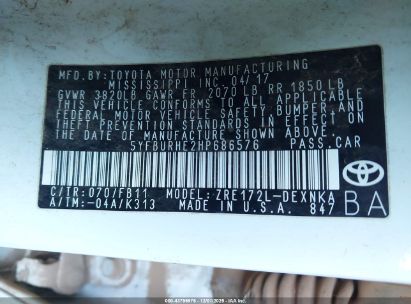 MFD.BY:TOYOTA MOTOR MANUFACTURING
MISSISSIPPI INC 04/17
GVWR 3820LB GAWR FR 2070 LB RR 1850LB
THIS VEHICLE CONFORMS TO ALL APPLICABLE
FEDERAL MOTOR VEHICLE SAFETY, BUMPER, AND
THEFT PREVENTION STANDARDS IN EFFECT ON
THE DATE OF MANUFACTURE SHOWN ABOVE.
5YFBURHE2HP686576 PASS.CAR
TOYOTA
C/TR:070/FB11 MODEL:ZRE172L-DEXNKA
A/TM:-04A/K313 MADE IN U.S.A. 847 BA